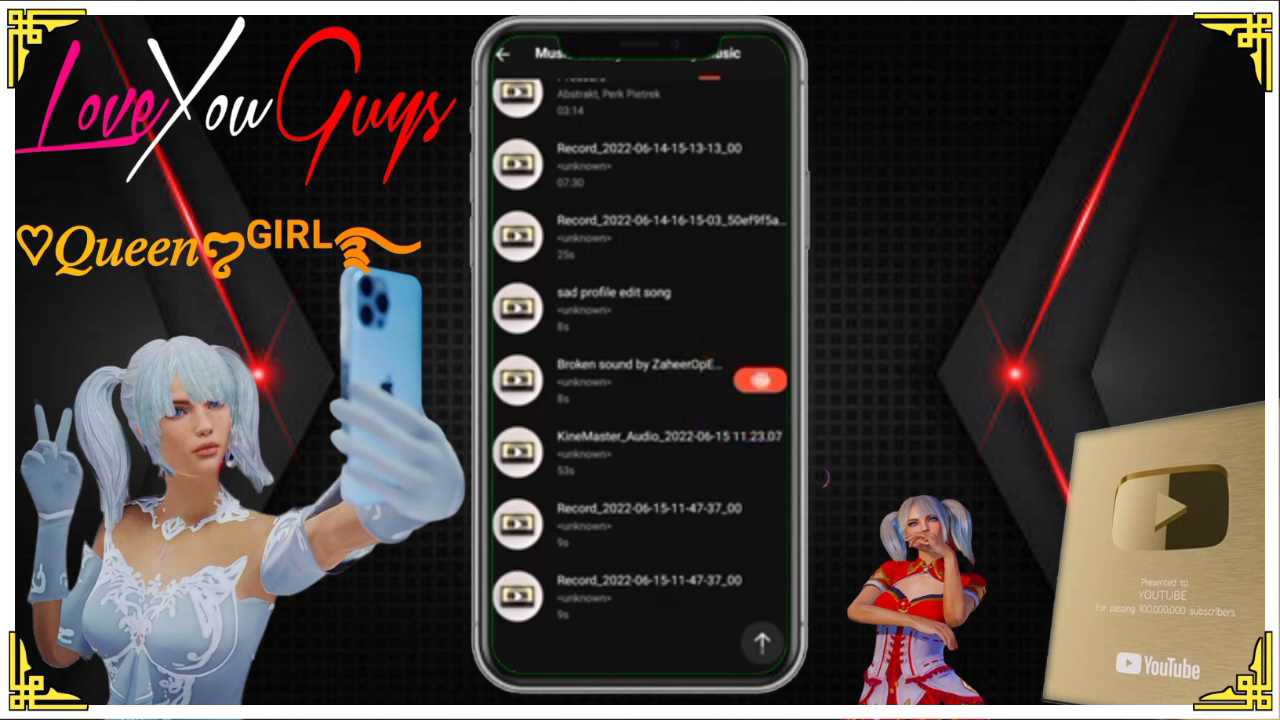 Love You Guys
♡Queenღ GIRL
Abstrakt, Perk Pietrek
03:14
Record_2022-06-14-15-13-13_00
<unknown>
07:30
Record_2022-06-14-16-15-03_50ef9f5a...
<unknown>
25s
sad profile edit song
<unknown>
8s
Broken sound by ZaheerOpE...
<unknown>
8s
KineMaster_Audio_2022-06-15 11.23.07
<unknown>
53s
Record_2022-06-15-11-47-37_00
<unknown>
9s
Record_2022-06-15-11-47-37_00
<unknown>
9s
Presented to
YOUTUBE
For passing 100,000,000 subscribers
YouTube